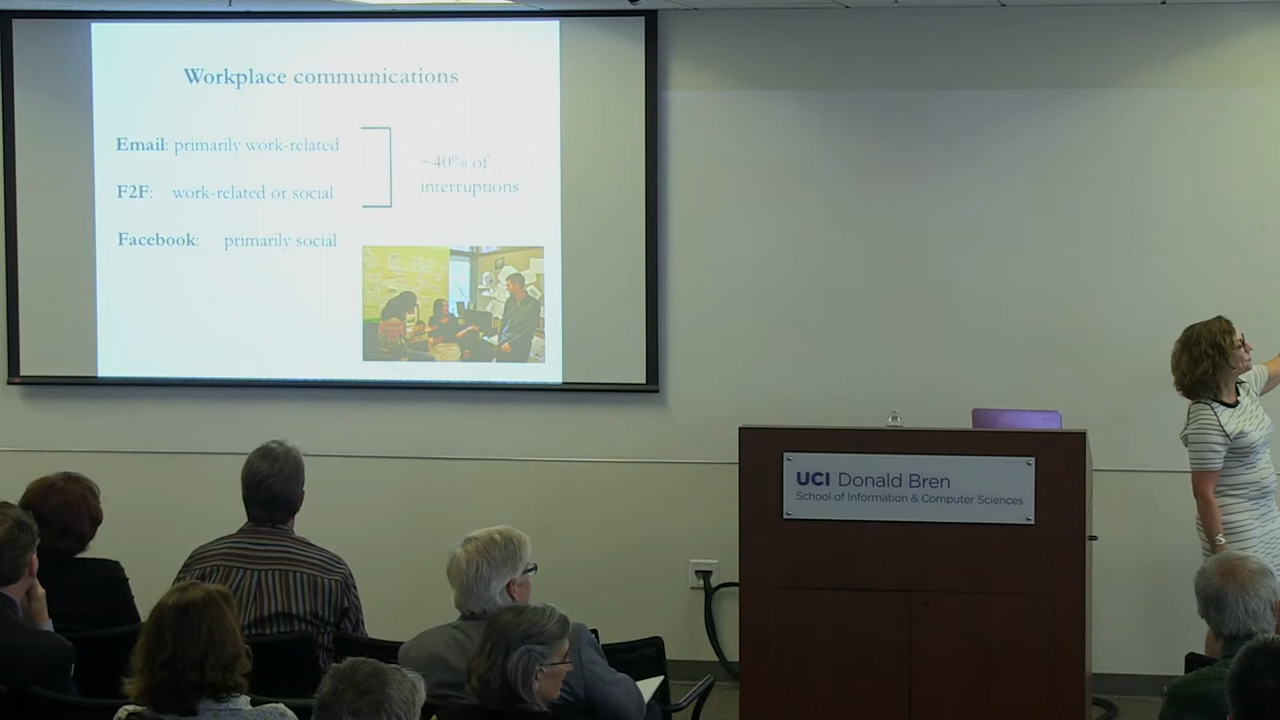 Workplace communications
Email: primarily work-related
F2F: work-related or social
~40% of
interruptions
Facebook: primarily social
UCI Donald Bren
School of Information & Computer Sciences